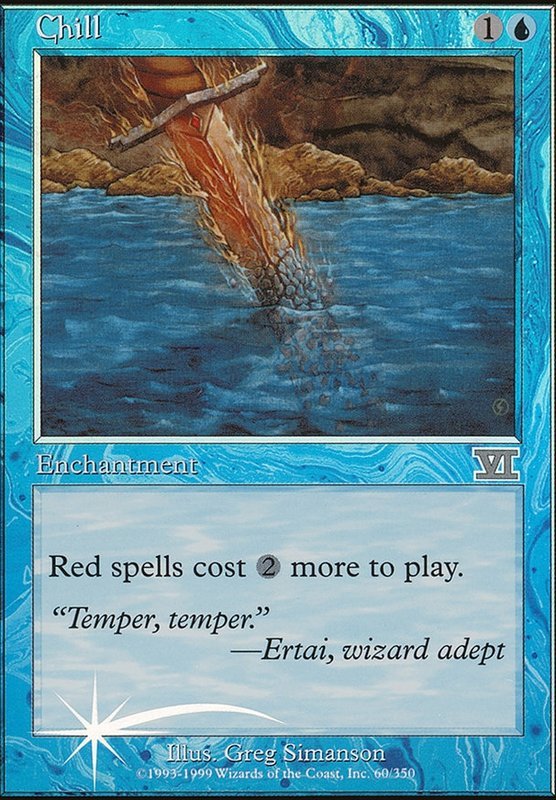 Chill
1
Enchantment
VI
Red spells cost 2 more to play.
“Temper, temper.”
—Ertai, wizard adept
Illus. Greg Simanson
©1993-1999 Wizards of the Coast, Inc. 60/350